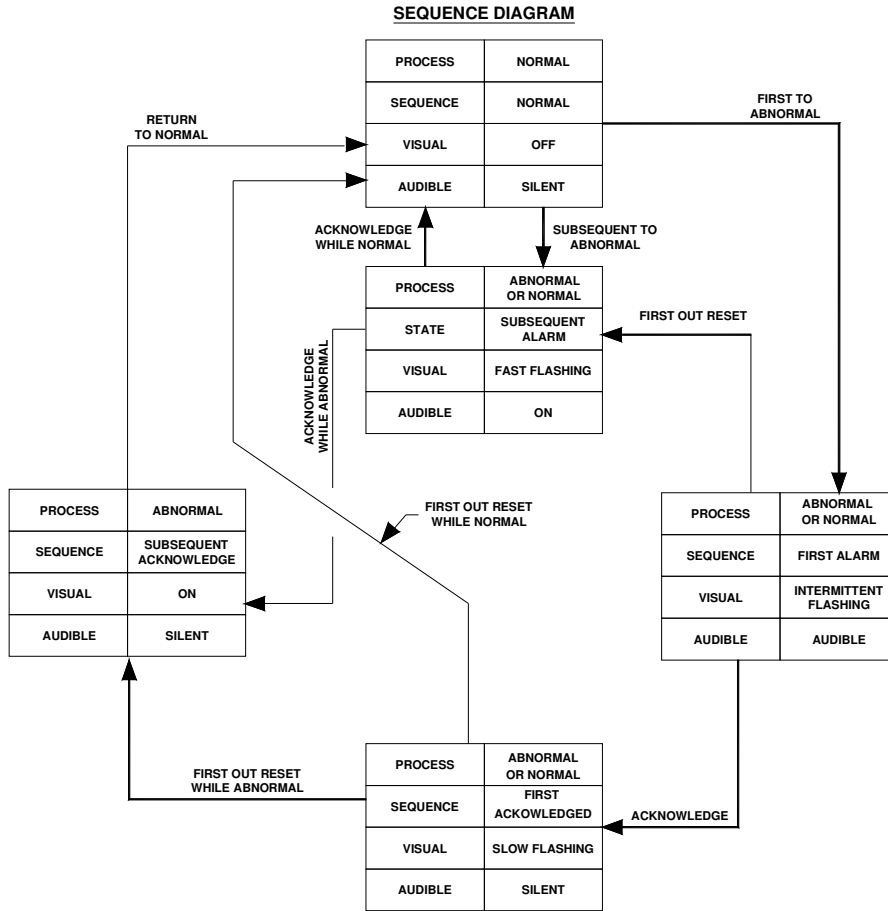 SEQUENCE DIAGRAM
PROCESS NORMAL
SEQUENCE NORMAL
VISUAL OFF
AUDIBLE SILENT
RETURN
TO NORMAL
FIRST TO
ABNORMAL
ACKNOWLEDGE
WHILE NORMAL
SUBSEQUENT TO
ABNORMAL
PROCESS ABNORMAL
OR NORMAL
STATE SUBSEQUENT
ALARM
VISUAL FAST FLASHING
AUDIBLE ON
FIRST OUT RESET
ACKNOWLEDGE
WHILE ABNORMAL
FIRST OUT RESET
WHILE NORMAL
PROCESS ABNORMAL
SEQUENCE SUBSEQUENT
ACKNOWLEDGE
VISUAL ON
AUDIBLE SILENT
PROCESS ABNORMAL
OR NORMAL
SEQUENCE FIRST ALARM
VISUAL INTERMITTENT
FLASHING
AUDIBLE AUDIBLE
FIRST OUT RESET
WHILE ABNORMAL
PROCESS ABNORMAL
OR NORMAL
SEQUENCE FIRST
ACKOWLEDGED
VISUAL SLOW FLASHING
AUDIBLE SILENT
ACKNOWLEDGE